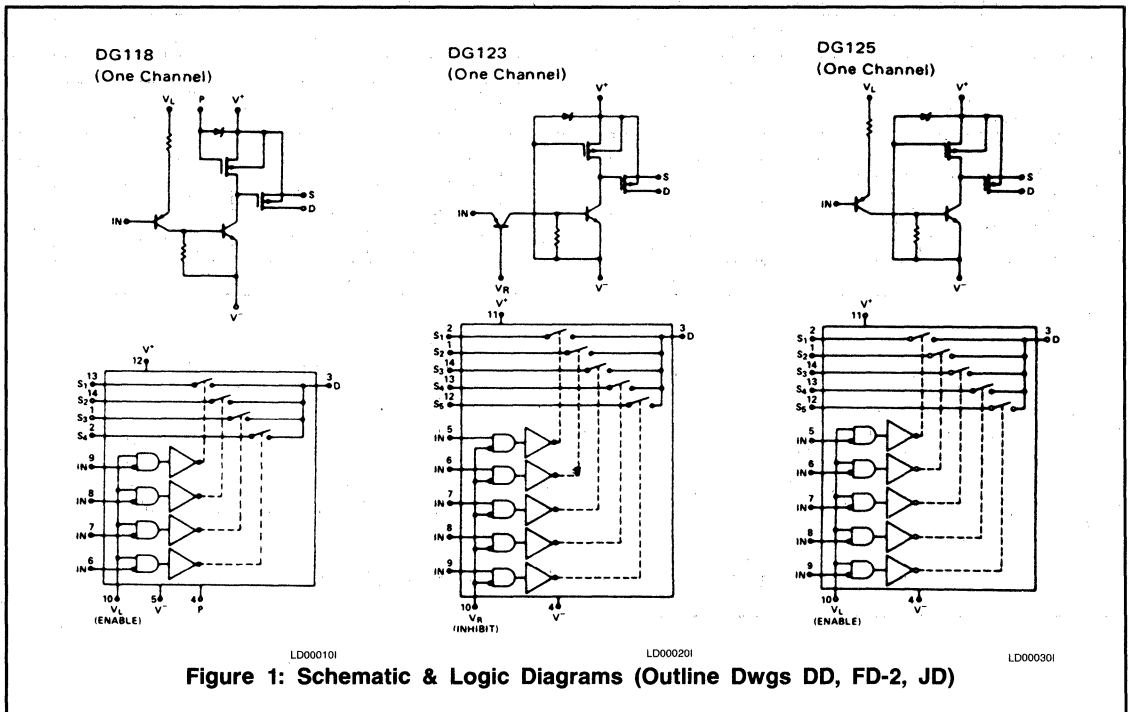 DG118
(One Channel)
VL P V+
IN
S
D
V−
DG123
(One Channel)
V+
IN
S
D
VR
V−
DG125
(One Channel)
VL V+
IN
S
D
V−
V+
12
S1 13
S2 14
S3 1
S4 2
3 D
IN 9
IN 8
IN 7
IN 6
10 5 4
VL V− P
(ENABLE)
LD00010I
V+
11
S1 2
S2 1
S3 14
S4 13
S5 12
3 D
IN 5
IN 6
IN 7
IN 8
IN 9
10 4
VR V−
(INHIBIT)
LD00020I
V+
11
S1 2
S2 1
S3 14
S4 13
S5 12
3 D
IN 5
IN 6
IN 7
IN 8
IN 9
10 4
VL V−
(ENABLE)
LD00030I
Figure 1: Schematic & Logic Diagrams (Outline Dwgs DD, FD-2, JD)